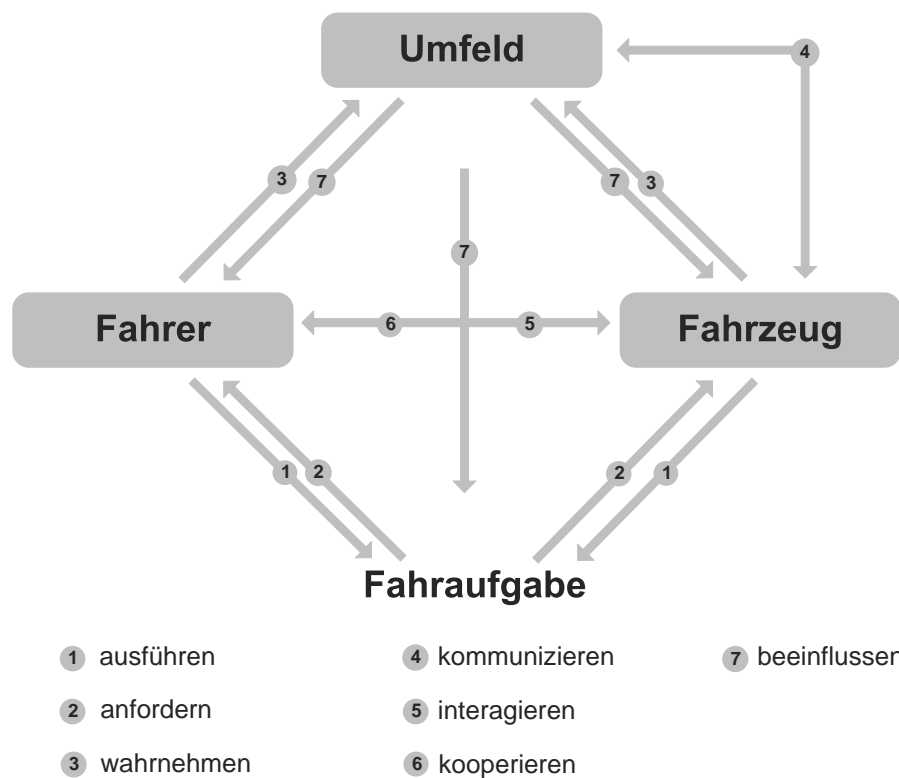 Umfeld
4
3
7
7
3
7
Fahrer
6
5
Fahrzeug
1
2
2
1
Fahraufgabe
1 ausführen
4 kommunizieren
7 beeinflussen
2 anfordern
5 interagieren
3 wahrnehmen
6 kooperieren